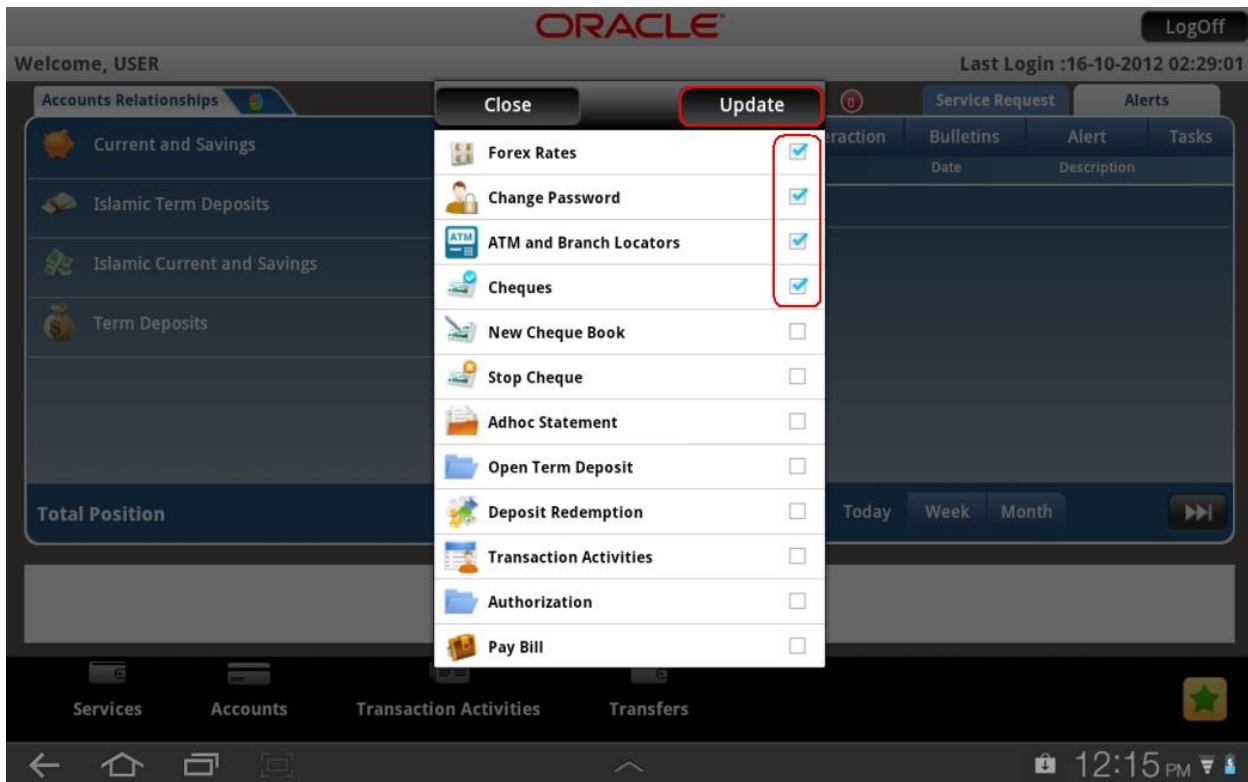 ORACLE
LogOff
Welcome, USER
Last Login :16-10-2012 02:29:01
Accounts Relationships
Close
Update
0
Service Request
Alerts
Current and Savings
Islamic Term Deposits
Islamic Current and Savings
Term Deposits
Total Position
Forex Rates
Change Password
ATM
ATM and Branch Locators
Cheques
New Cheque Book
Stop Cheque
Adhoc Statement
Open Term Deposit
Deposit Redemption
Transaction Activities
Authorization
Pay Bill
eraction
Bulletins
Alert
Tasks
Date
Description
Today
Week
Month
Services
Accounts
Transaction Activities
Transfers
12:15 PM